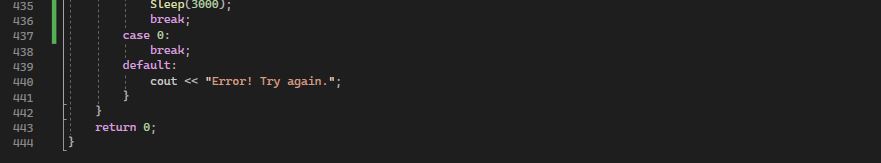 435 Sleep(3000);
436 break;
437 case 0:
438 break;
439 default:
440 cout << "Error! Try again.";
441 }
442 }
443 return 0;
444 }